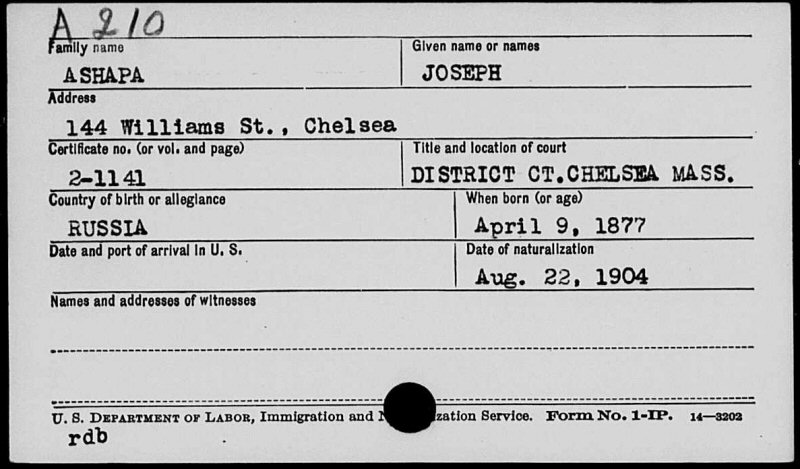 A 210
Family name
Given name or names
ASHAPA
JOSEPH
Address
144 Williams St., Chelsea
Certificate no. (or vol. and page)
Title and location of court
2-1141
DISTRICT CT.CHELSEA MASS.
Country of birth or allegiance
When born (or age)
RUSSIA
April 9, 1877
Date and port of arrival in U. S.
Date of naturalization
Aug. 22, 1904
Names and addresses of witnesses
U. S. DEPARTMENT OF LABOR, Immigration and zation Service. Form No. 1-IP. 14—3202
rdb